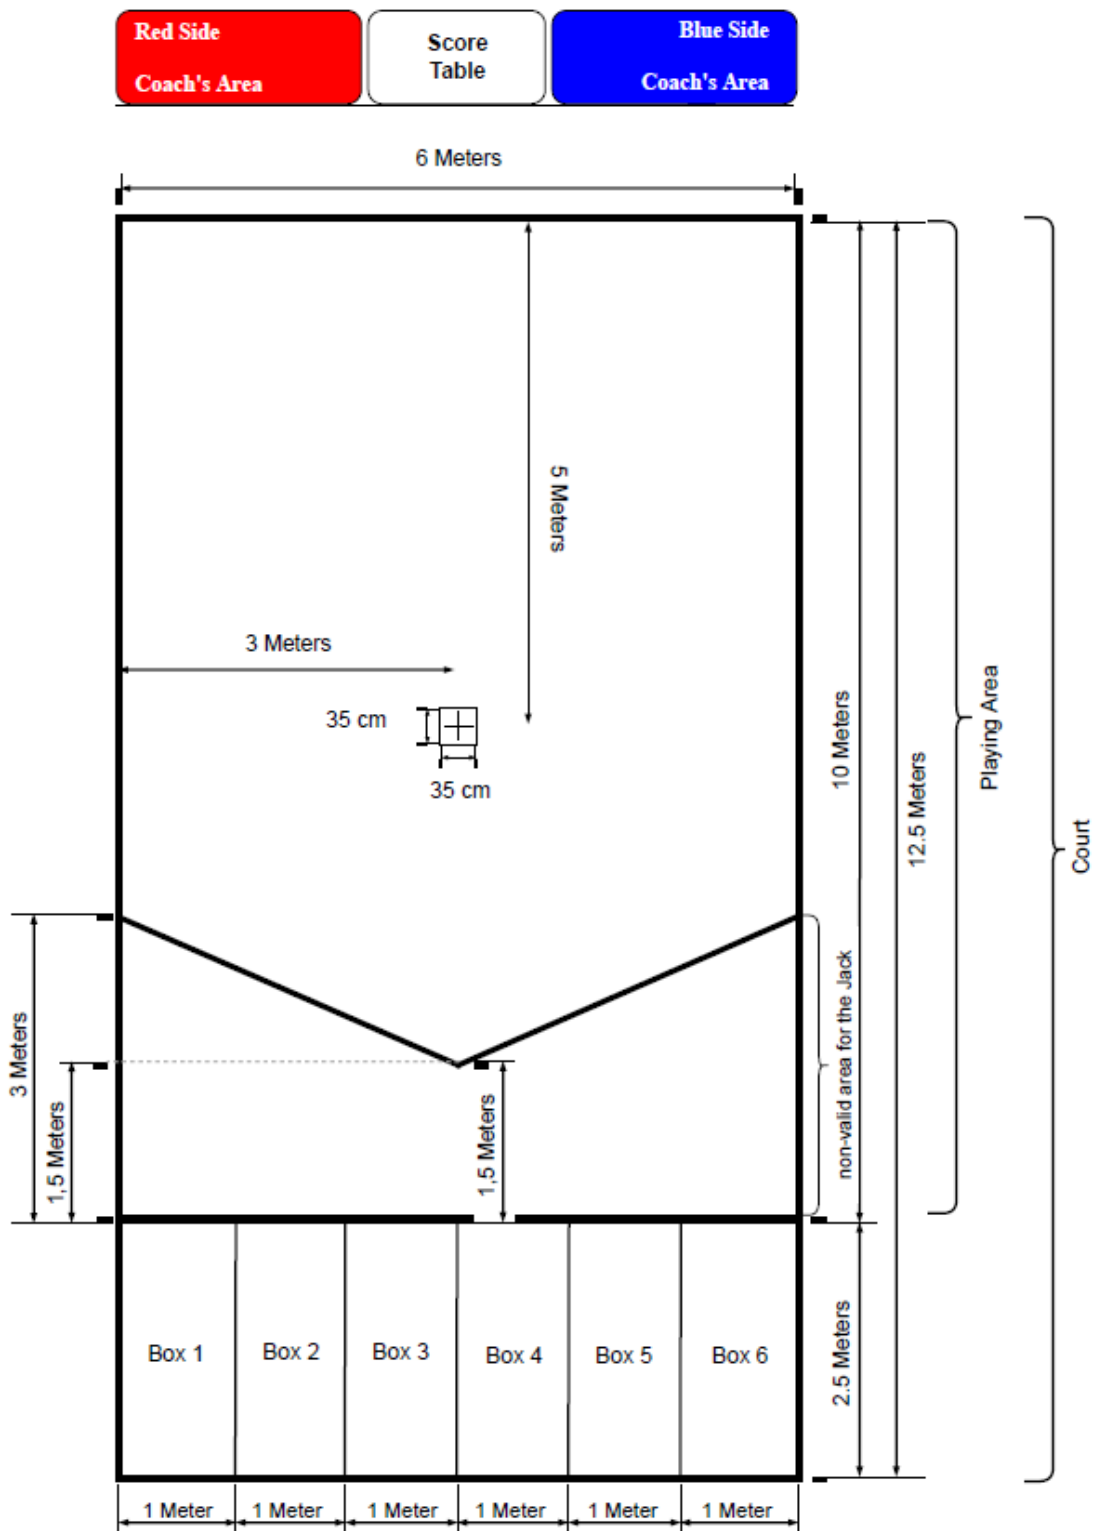 Red Side
Coach's Area
Score
Table
Blue Side
Coach's Area
6 Meters
5 Meters
3 Meters
35 cm
35 cm
10 Meters
12.5 Meters
Playing Area
Court
3 Meters
1,5 Meters
1,5 Meters
non-valid area for the Jack
Box 1
Box 2
Box 3
Box 4
Box 5
Box 6
2.5 Meters
1 Meter
1 Meter
1 Meter
1 Meter
1 Meter
1 Meter